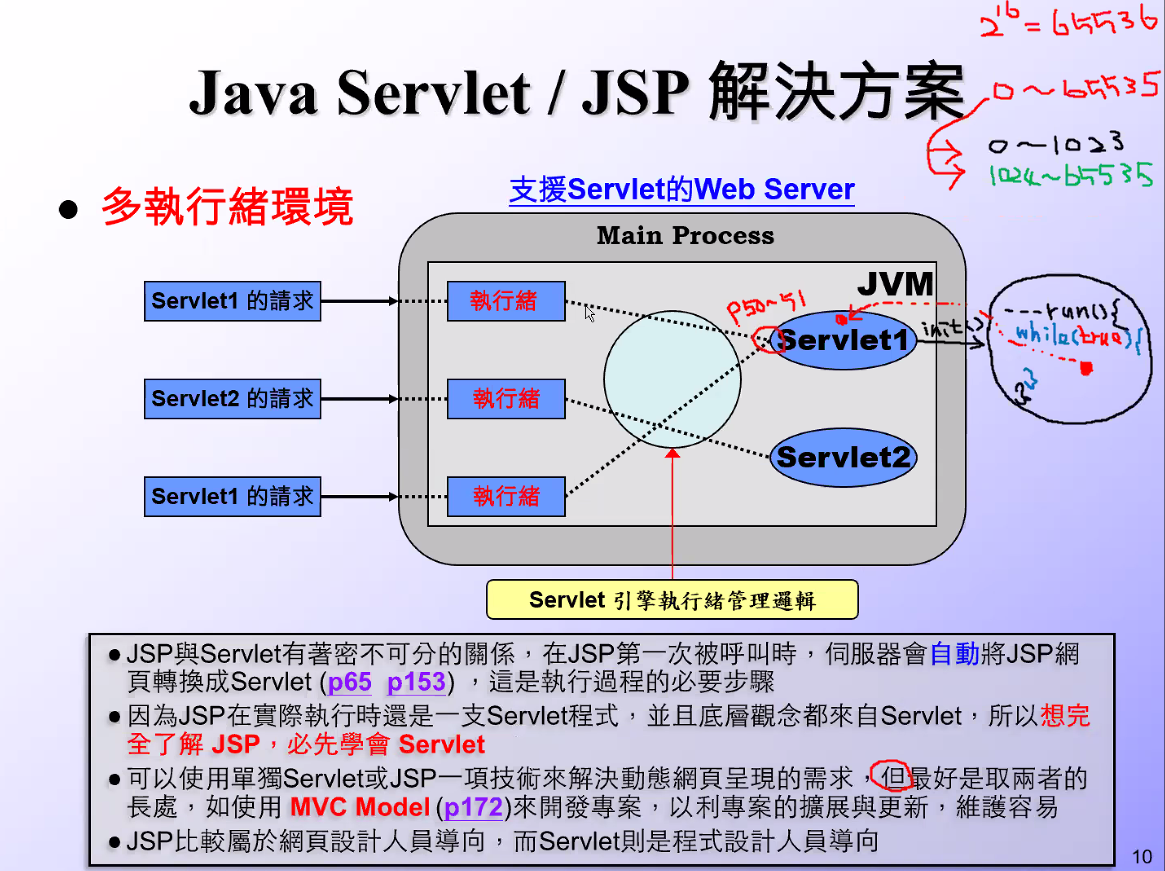 2^16 = 65536
Java Servlet / JSP 解決方案
0 ~ 65535
0 ~ 1023
1024 ~ 65535
● 多執行緒環境
支援Servlet的Web Server
Main Process
JVM
Servlet1 的請求
執行緒
P50~51
Servlet1
init()
---run(){
while(true){
}
}
Servlet2 的請求
執行緒
Servlet2
Servlet1 的請求
執行緒
Servlet 引擎執行緒管理邏輯
●JSP與Servlet有著密不可分的關係，在JSP第一次被呼叫時，伺服器會自動將JSP網
頁轉換成Servlet (p65 p153) ，這是執行過程的必要步驟
●因為JSP在實際執行時還是一支Servlet程式，並且底層觀念都來自Servlet，所以想完
全了解 JSP，必先學會 Servlet
●可以使用單獨Servlet或JSP一項技術來解決動態網頁呈現的需求，但最好是取兩者的
長處，如使用 MVC Model (p172)來開發專案，以利專案的擴展與更新，維護容易
●JSP比較屬於網頁設計人員導向，而Servlet則是程式設計人員導向
10